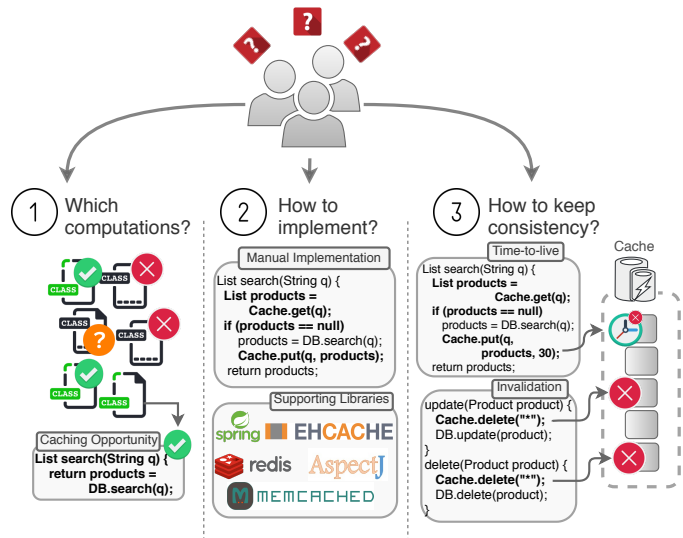 ? ? ?
1 Which
computations?
CLASS
CLASS
CLASS
?
CLASS
CLASS
CLASS
Caching Opportunity
List search(String q) {
return products =
DB.search(q);
2 How to
implement?
Manual Implementation
List search(String q) {
List products =
Cache.get(q);
if (products == null)
products = DB.search(q);
Cache.put(q, products);
return products;
Supporting Libraries
spring EHCACHE
redis AspectJ
M MEMCACHED
3 How to keep
consistency?
Time-to-live
List search(String q) {
List products =
Cache.get(q);
if (products == null)
products = DB.search(q);
Cache.put(q,
products, 30);
return products;
Invalidation
update(Product product) {
Cache.delete("*");
DB.update(product);
}
delete(Product product) {
Cache.delete("*");
DB.delete(product);
}
Cache